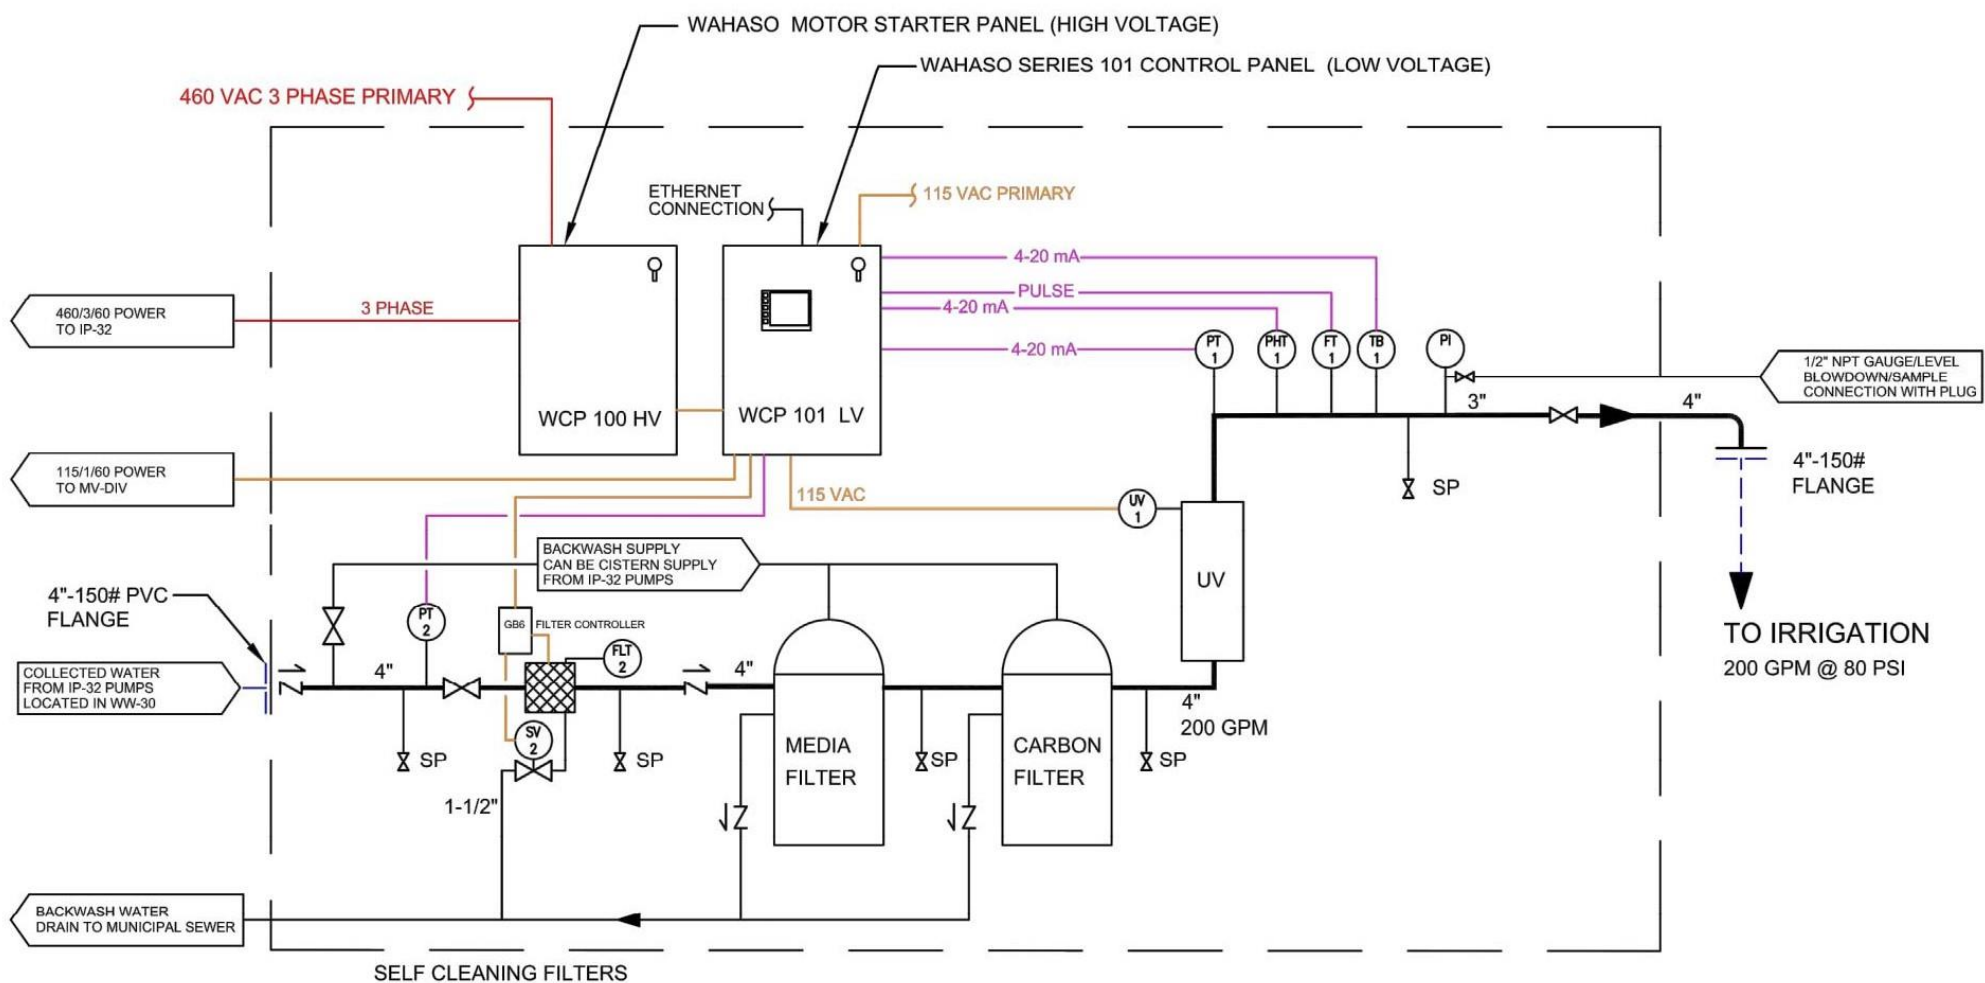 WAHASO MOTOR STARTER PANEL (HIGH VOLTAGE)
WAHASO SERIES 101 CONTROL PANEL (LOW VOLTAGE)
460 VAC 3 PHASE PRIMARY
ETHERNET
CONNECTION
115 VAC PRIMARY
4-20 mA
PULSE
4-20 mA
4-20 mA
460/3/60 POWER
TO IP-32
3 PHASE
WCP 100 HV
WCP 101 LV
PT
1
PHT
1
FT
1
TB
1
PI
1/2" NPT GAUGE/LEVEL
BLOWDOWN/SAMPLE
CONNECTION WITH PLUG
3"
4"
4"-150#
FLANGE
SP
115/1/60 POWER
TO MV-DIV
115 VAC
UV
1
UV
BACKWASH SUPPLY
CAN BE CISTERN SUPPLY
FROM IP-32 PUMPS
4"-150# PVC
FLANGE
PT
2
GB6
FILTER CONTROLLER
FLT
2
TO IRRIGATION
200 GPM @ 80 PSI
COLLECTED WATER
FROM IP-32 PUMPS
LOCATED IN WW-30
4"
4"
4"
200 GPM
SV
2
SP
SP
SP
SP
MEDIA
FILTER
CARBON
FILTER
1-1/2"
BACKWASH WATER
DRAIN TO MUNICIPAL SEWER
SELF CLEANING FILTERS